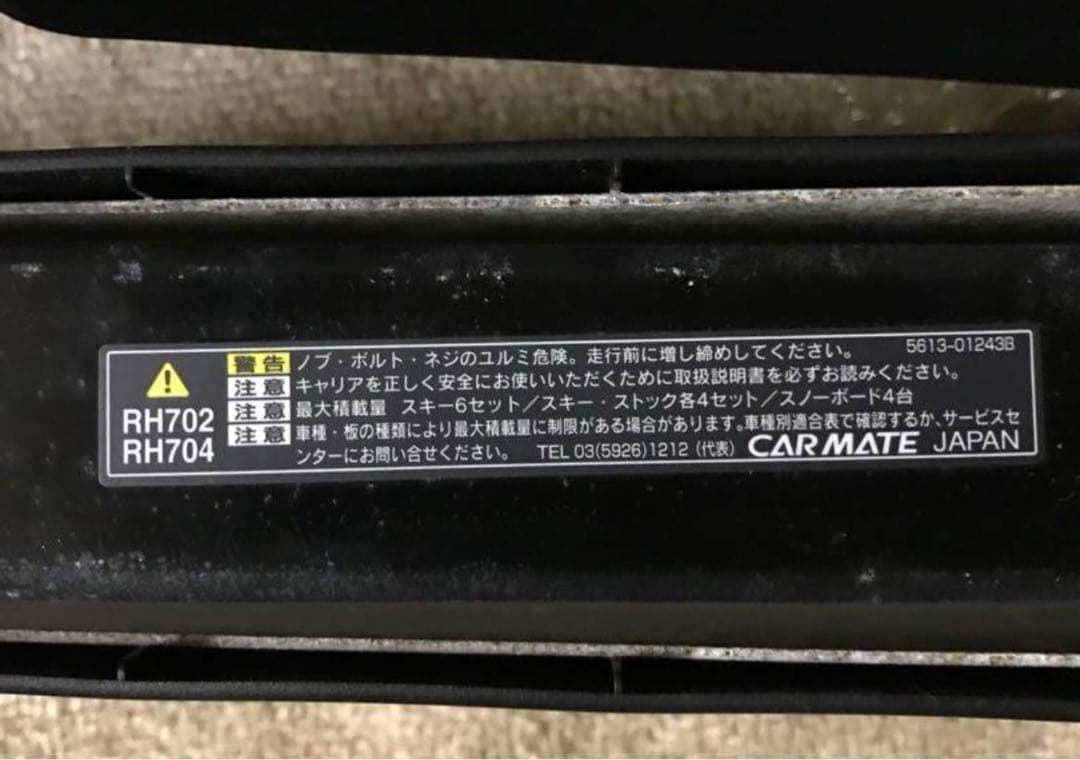 RH702
RH704
警告 ノブ・ボルト・ネジのユルミ危険。走行前に増し締めしてください。 5613-01243B
注意 キャリアを正しく安全にお使いいただくために取扱説明書を必ずお読みください。
注意 最大積載量 スキー6セット/スキー・ストック各4セット/スノーボード4台
注意 車種・板の種類により最大積載量に制限がある場合があります。車種別適合表で確認するか、サービスセ
ンターにお問い合せください。 TEL 03(5926)1212 (代表) CARMATE JAPAN